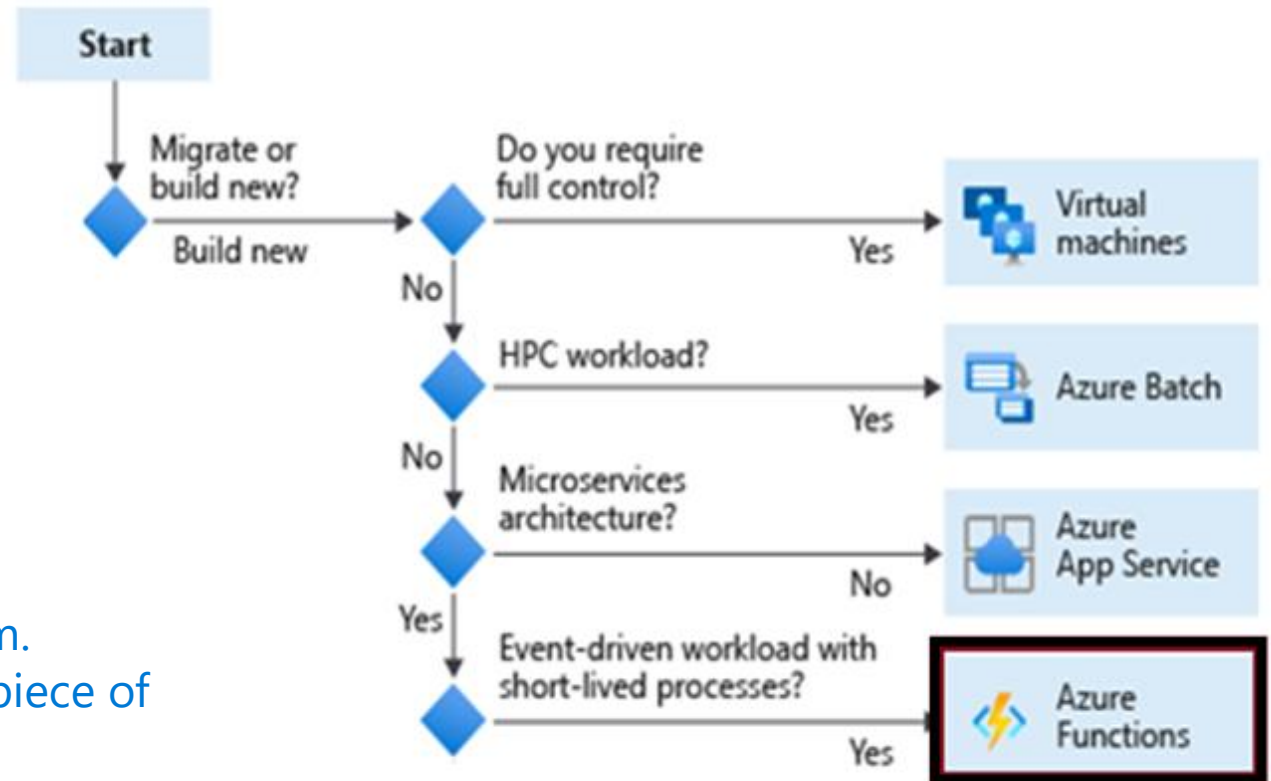 Start
Migrate or
build new?
Build new
Do you require
full control?
Yes
Virtual
machines
No
HPC workload?
Yes
Azure Batch
No
Microservices
architecture?
No
Azure
App Service
Yes
Event-driven workload with
short-lived processes?
Yes
Azure
Functions
piece of